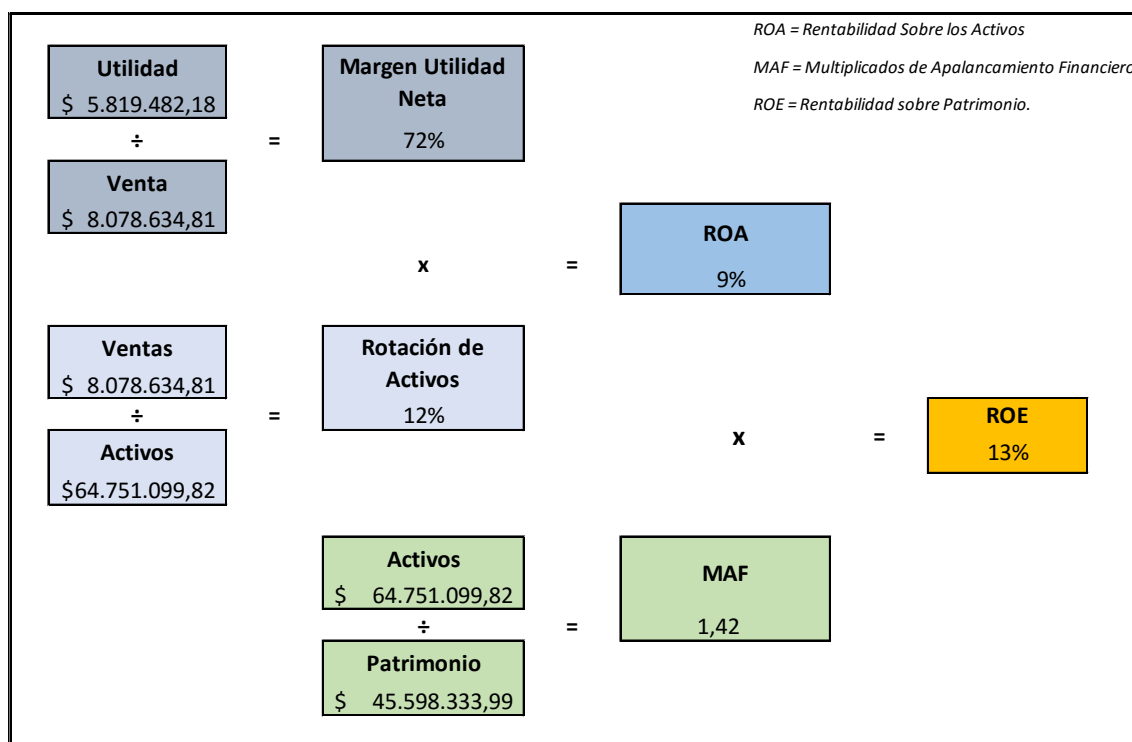 ROA = Rentabilidad Sobre los Activos
MAF = Multiplicados de Apalancamiento Financiero
ROE = Rentabilidad sobre Patrimonio.
Utilidad
$ 5.819.482,18
÷
Venta
$ 8.078.634,81
=
Margen Utilidad
Neta
72%
x
=
ROA
9%
Ventas
$ 8.078.634,81
÷
Activos
$64.751.099,82
=
Rotación de
Activos
12%
x
=
ROE
13%
Activos
$ 64.751.099,82
÷
Patrimonio
$ 45.598.333,99
=
MAF
1,42